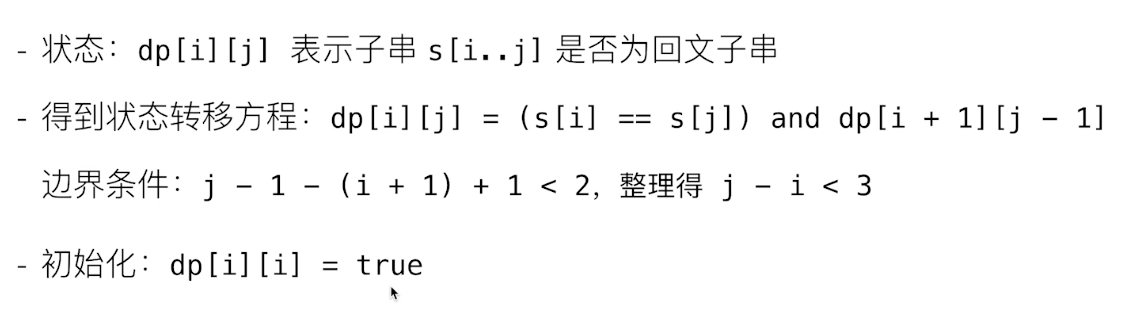 - 状态：dp[i][j] 表示子串 s[i..j] 是否为回文子串
- 得到状态转移方程：dp[i][j] = (s[i] == s[j]) and dp[i + 1][j - 1]
边界条件：j - 1 - (i + 1) + 1 < 2，整理得 j - i < 3
- 初始化：dp[i][i] = true